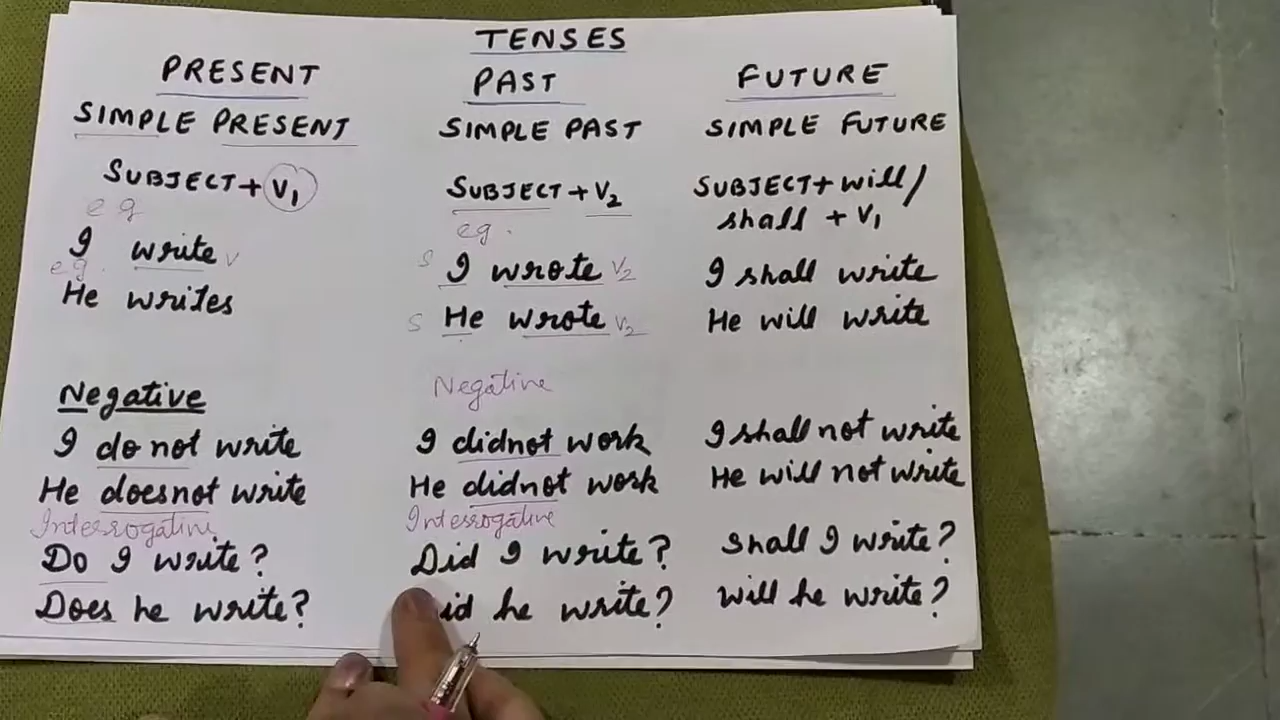 TENSES
PRESENT
SIMPLE PRESENT
SUBJECT + V1
eg
I write v
eg.
He writes
Negative
I do not write
He doesnot write
Interrogative
Do I write?
Does he write?
PAST
SIMPLE PAST
SUBJECT + V2
eg.
S I wrote V2
S He wrote V2
Negative
I didnot work
He didnot work
Interrogative
Did I write?
Did he write?
FUTURE
SIMPLE FUTURE
SUBJECT + will/
shall + V1
I shall write
He will write
I shall not write
He will not write
Shall I write?
Will he write?